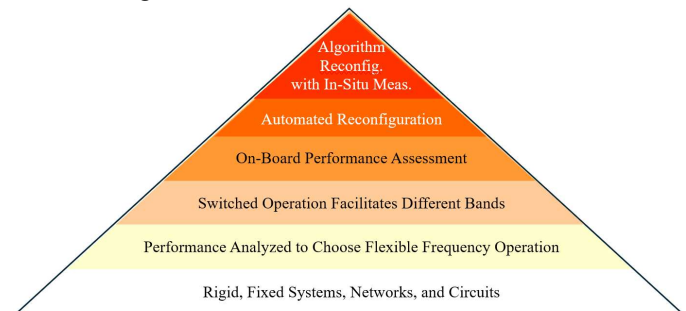 Algorithm
Reconfig.
with In-Situ Meas.
Automated Reconfiguration
On-Board Performance Assessment
Switched Operation Facilitates Different Bands
Performance Analyzed to Choose Flexible Frequency Operation
Rigid, Fixed Systems, Networks, and Circuits